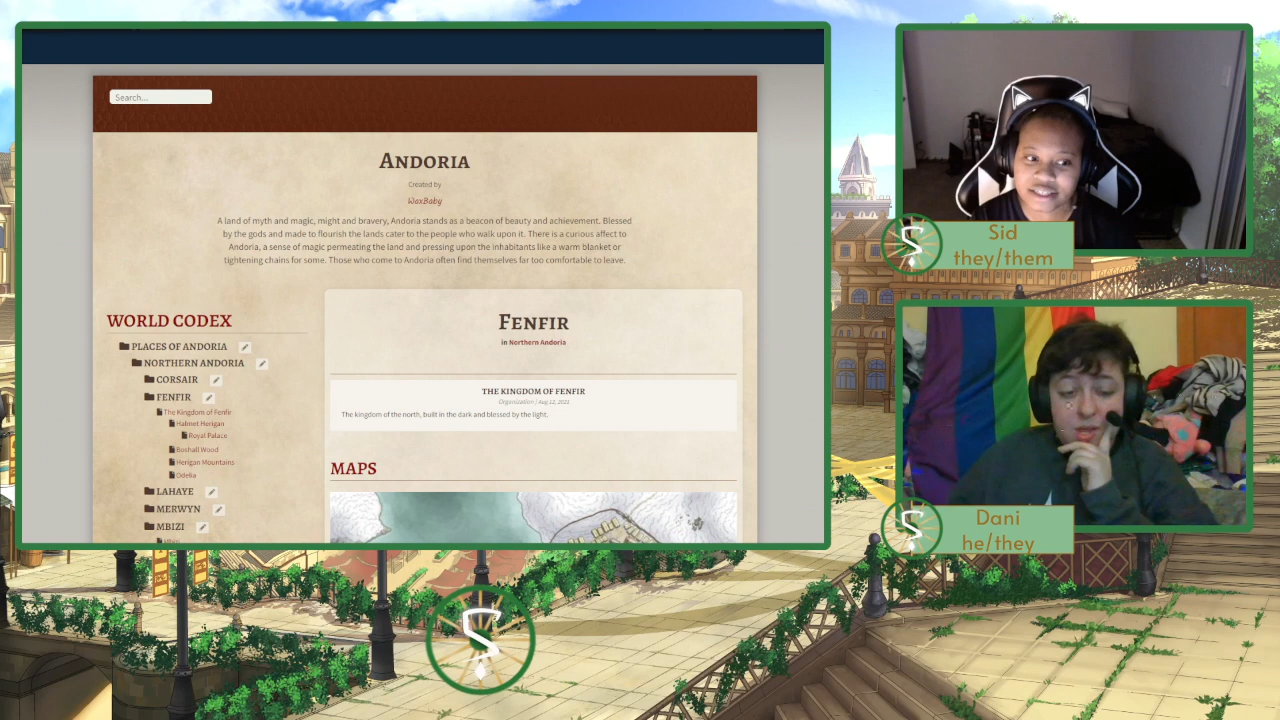 Search...
ANDORIA
Created by
WaxBaby
A land of myth and magic, might and bravery, Andoria stands as a beacon of beauty and achievement. Blessed
by the gods and made to flourish the lands cater to the people who walk upon it. There is a curious affect to
Andoria, a sense of magic permeating the land and pressing upon the inhabitants like a warm blanket or
tightening chains for some. Those who come to Andoria often find themselves far too comfortable to leave.
WORLD CODEX
PLACES OF ANDORIA
NORTHERN ANDORIA
CORSAIR
FENFIR
The Kingdom of Fenfir
Halmet Herigan
Royal Palace
Boshall Wood
Herigan Mountains
Odelia
LAHAYE
MERWYN
MBIZI
Mbizi
FENFIR
in Northern Andoria
THE KINGDOM OF FENFIR
Organization | Aug 12, 2021
The kingdom of the north, built in the dark and blessed by the light.
MAPS
Sid
they/them
Dani
he/they
S